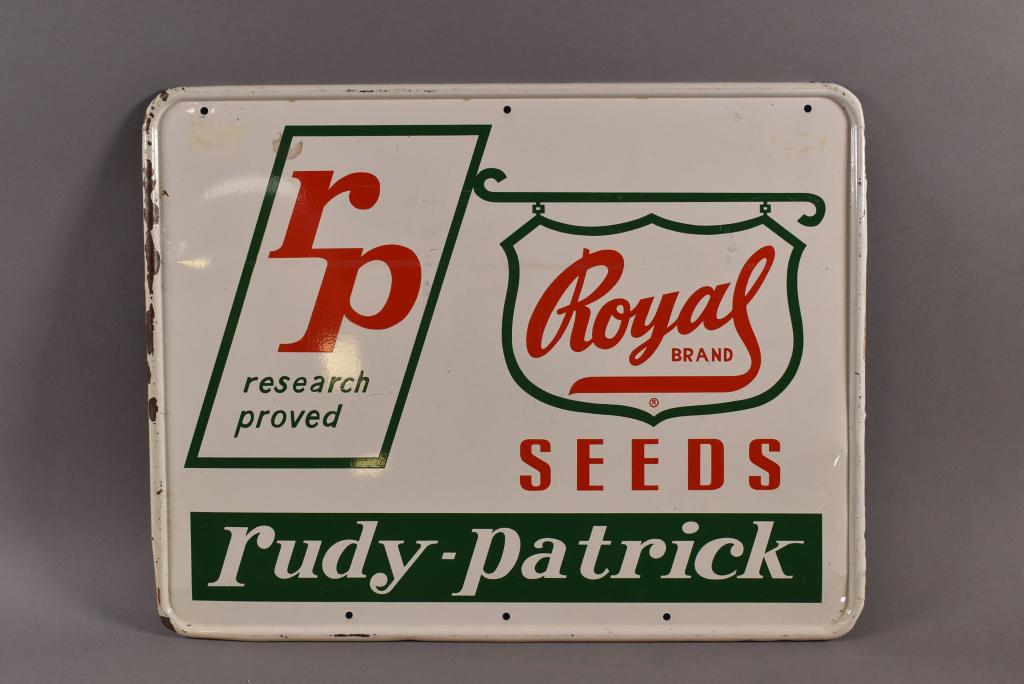 rp
research
proved
Royal
BRAND
®
SEEDS
rudy-patrick